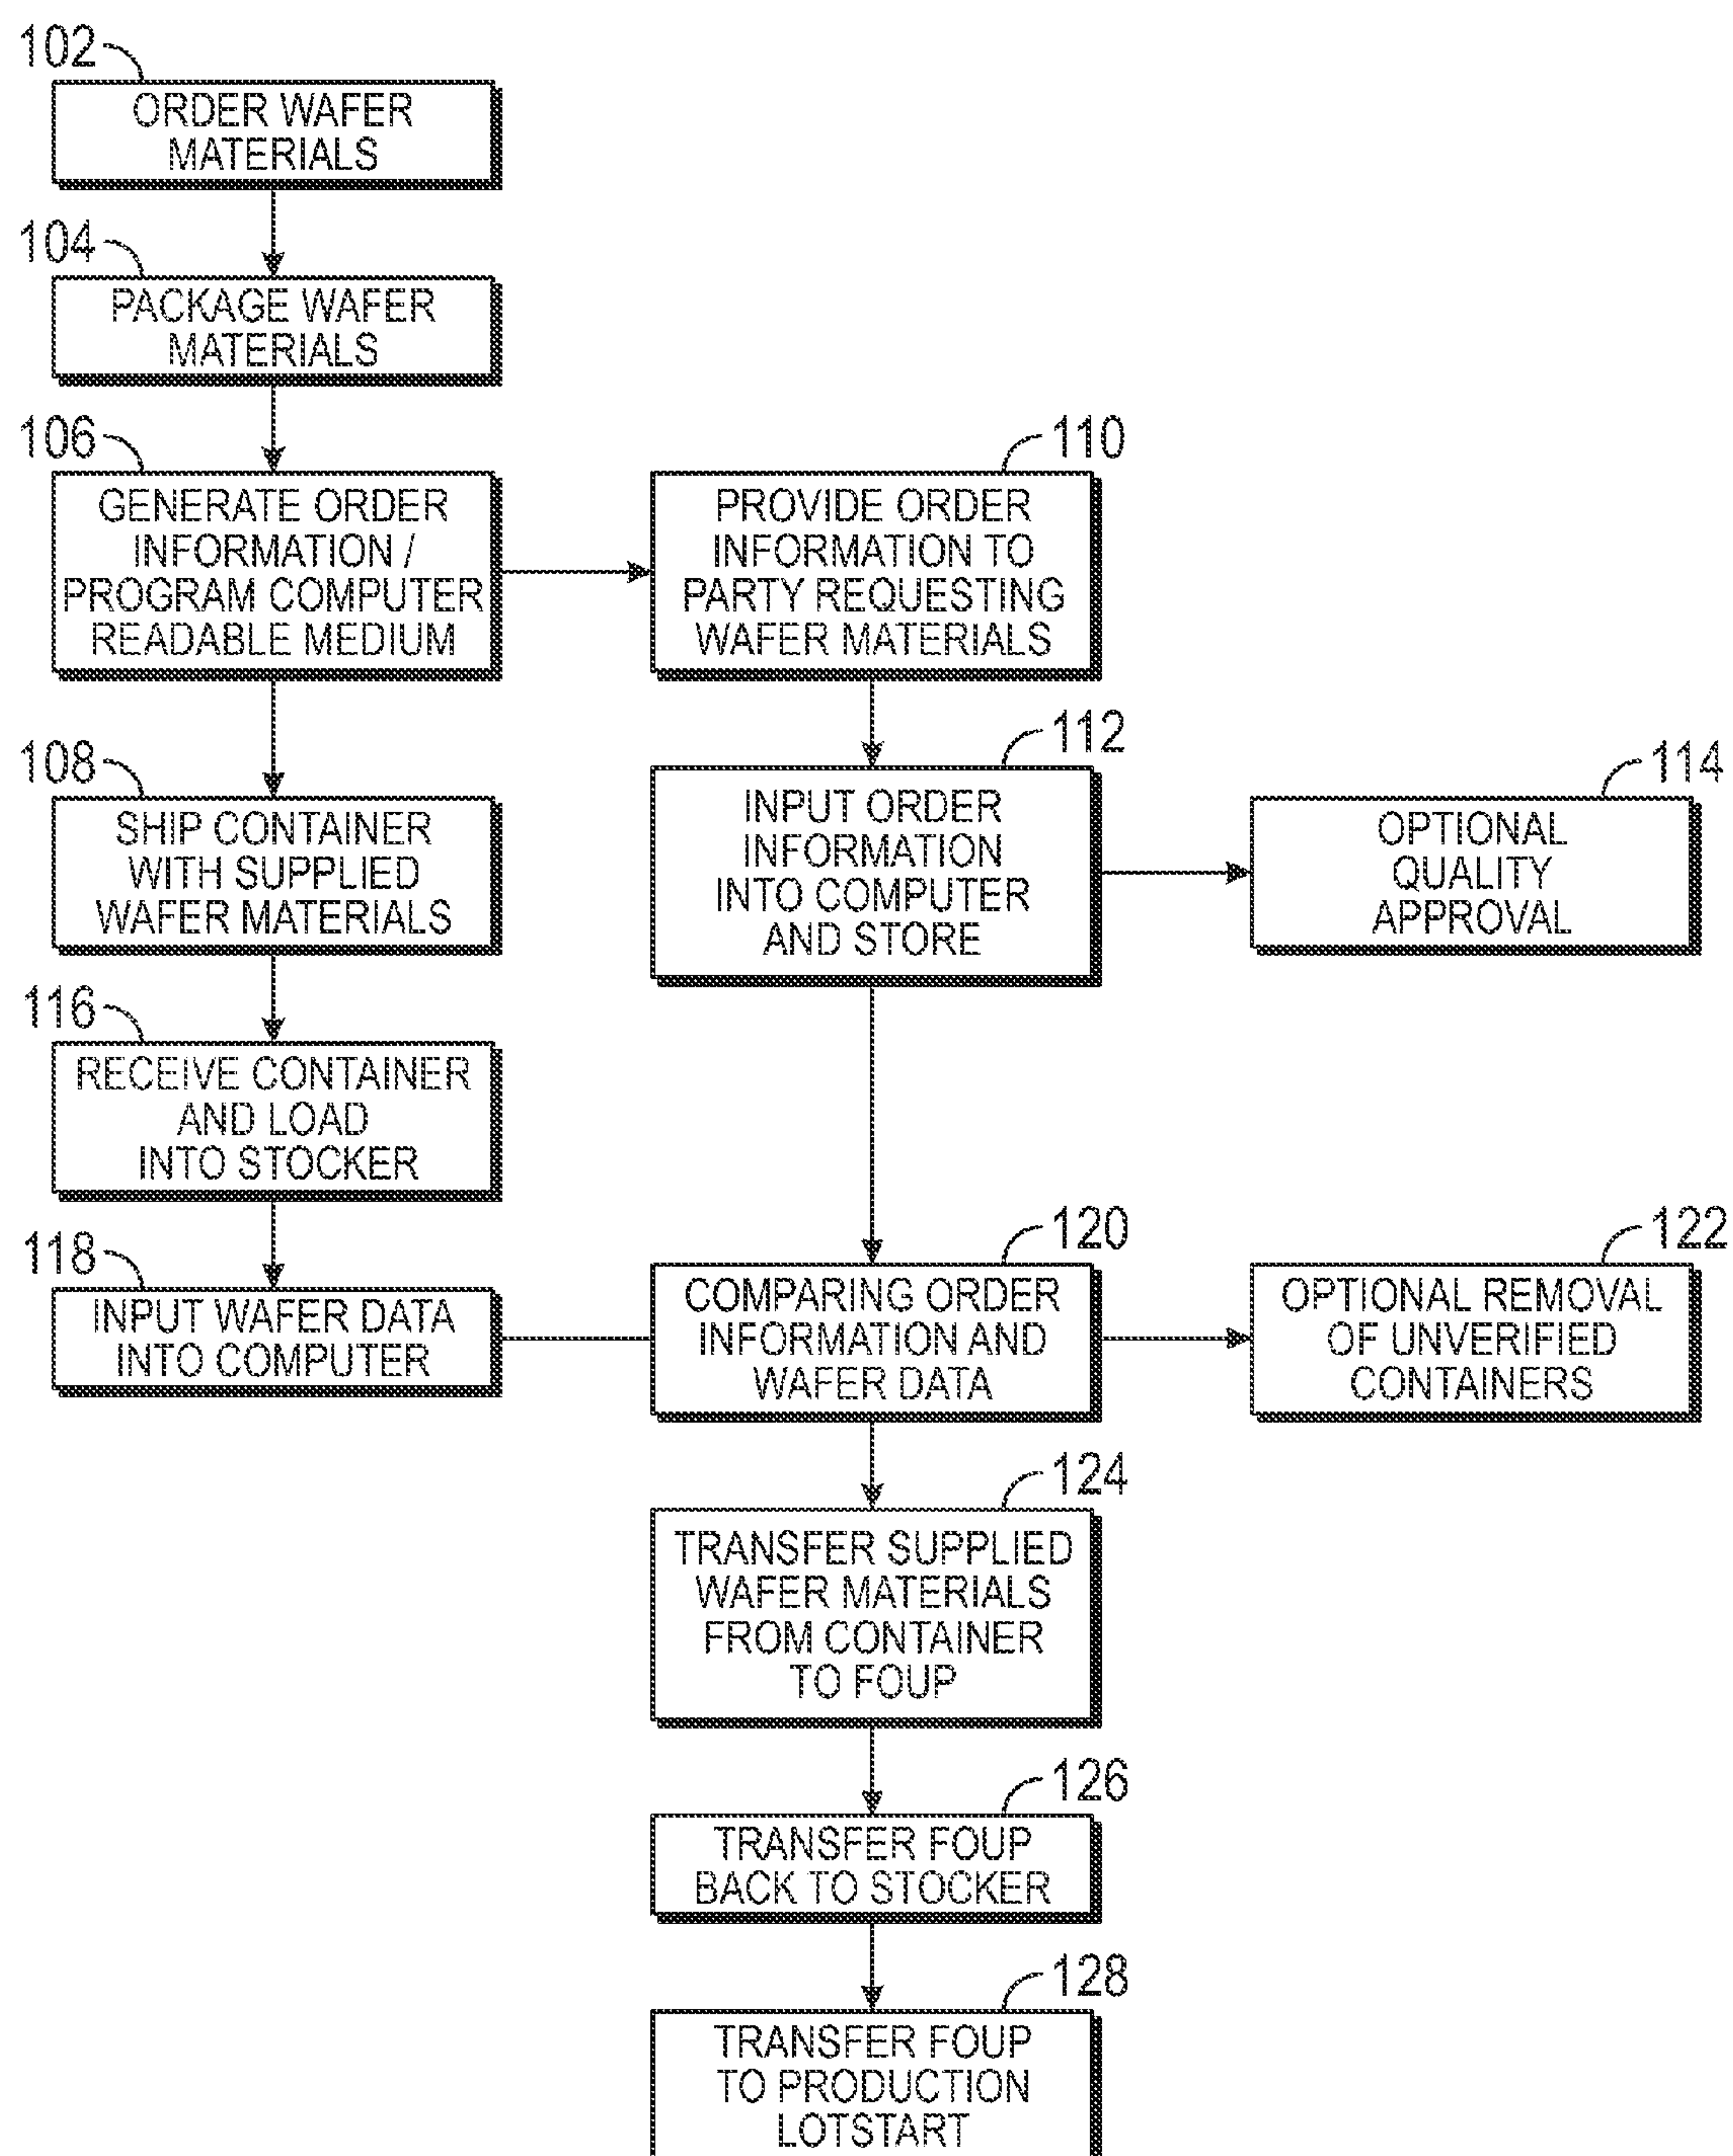 102
ORDER WAFER
MATERIALS
104
PACKAGE WAFER
MATERIALS
106
GENERATE ORDER
INFORMATION /
PROGRAM COMPUTER
READABLE MEDIUM
110
PROVIDE ORDER
INFORMATION TO
PARTY REQUESTING
WAFER MATERIALS
108
SHIP CONTAINER
WITH SUPPLIED
WAFER MATERIALS
112
INPUT ORDER
INFORMATION
INTO COMPUTER
AND STORE
114
OPTIONAL
QUALITY
APPROVAL
116
RECEIVE CONTAINER
AND LOAD
INTO STOCKER
118
INPUT WAFER DATA
INTO COMPUTER
120
COMPARING ORDER
INFORMATION AND
WAFER DATA
122
OPTIONAL REMOVAL
OF UNVERIFIED
CONTAINERS
124
TRANSFER SUPPLIED
WAFER MATERIALS
FROM CONTAINER
TO FOUP
126
TRANSFER FOUP
BACK TO STOCKER
128
TRANSFER FOUP
TO PRODUCTION
LOTSTART